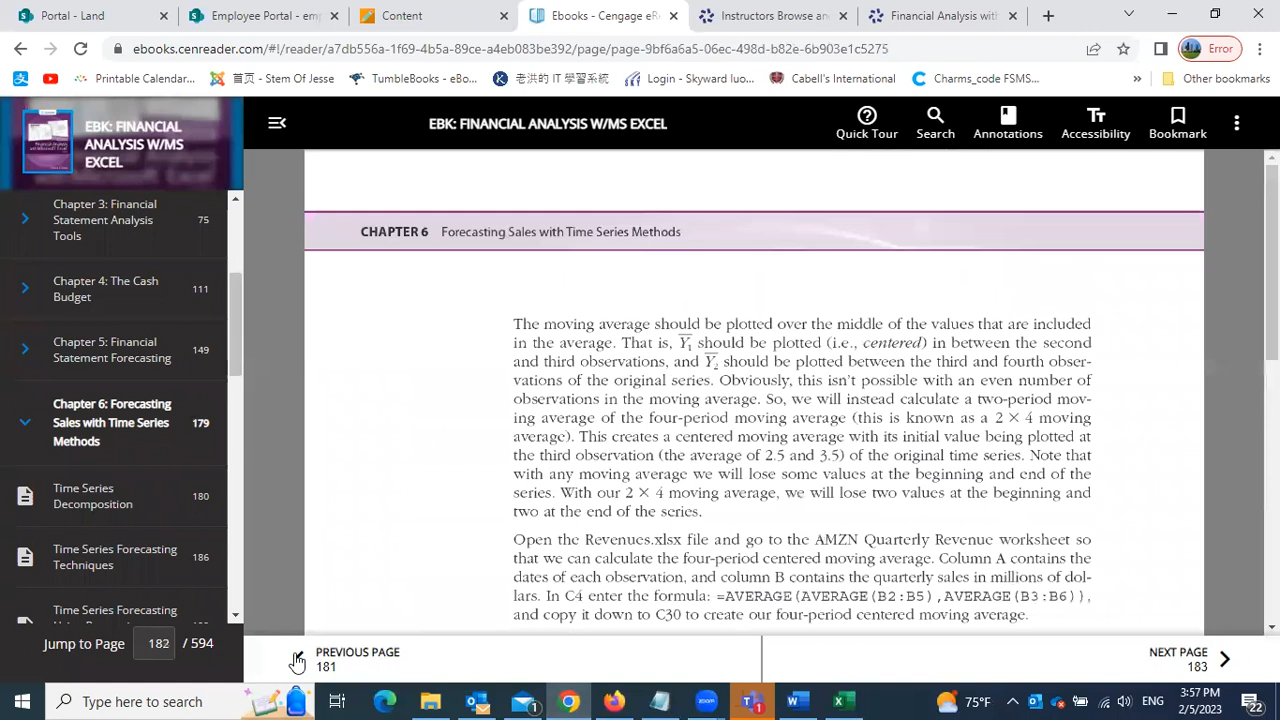 Portal - Land
Employee Portal - emp
Content
Ebooks - Cengage eRe
Instructors Browse an
Financial Analysis with
ebooks.cenreader.com/#!/reader/a7db556a-1f69-4b5a-89ce-a4eb083be392/page/page-9bf6a6a5-06ec-498d-b82e-6b903e1c5275
Error
Printable Calendar...
首页 - Stem Of Jesse
TumbleBooks - eBo...
老洪的 IT 學習系統
Login - Skyward luo...
Cabell's International
Charms_code FSMS...
»
Other bookmarks
EBK: FINANCIAL
ANALYSIS W/MS
EXCEL
EBK: FINANCIAL ANALYSIS W/MS EXCEL
Quick Tour
Search
Annotations
Accessibility
Bookmark
Chapter 3: Financial
Statement Analysis
Tools
75
Chapter 4: The Cash
Budget
111
Chapter 5: Financial
Statement Forecasting
149
Chapter 6: Forecasting
Sales with Time Series
Methods
179
Time Series
Decomposition
180
Time Series Forecasting
Techniques
186
Time Series Forecasting
Jump to Page 182 / 594
CHAPTER 6 Forecasting Sales with Time Series Methods
The moving average should be plotted over the middle of the values that are included
in the average. That is, Y̅₁ should be plotted (i.e., centered) in between the second
and third observations, and Y̅₂ should be plotted between the third and fourth obser-
vations of the original series. Obviously, this isn't possible with an even number of
observations in the moving average. So, we will instead calculate a two-period mov-
ing average of the four-period moving average (this is known as a 2 × 4 moving
average). This creates a centered moving average with its initial value being plotted at
the third observation (the average of 2.5 and 3.5) of the original time series. Note that
with any moving average we will lose some values at the beginning and end of the
series. With our 2 × 4 moving average, we will lose two values at the beginning and
two at the end of the series.
Open the Revenues.xlsx file and go to the AMZN Quarterly Revenue worksheet so
that we can calculate the four-period centered moving average. Column A contains the
dates of each observation, and column B contains the quarterly sales in millions of dol-
lars. In C4 enter the formula: =AVERAGE(AVERAGE(B2:B5),AVERAGE(B3:B6)),
and copy it down to C30 to create our four-period centered moving average.
PREVIOUS PAGE
181
NEXT PAGE
183
Type here to search
75°F
ENG
3:57 PM
2/5/2023
22